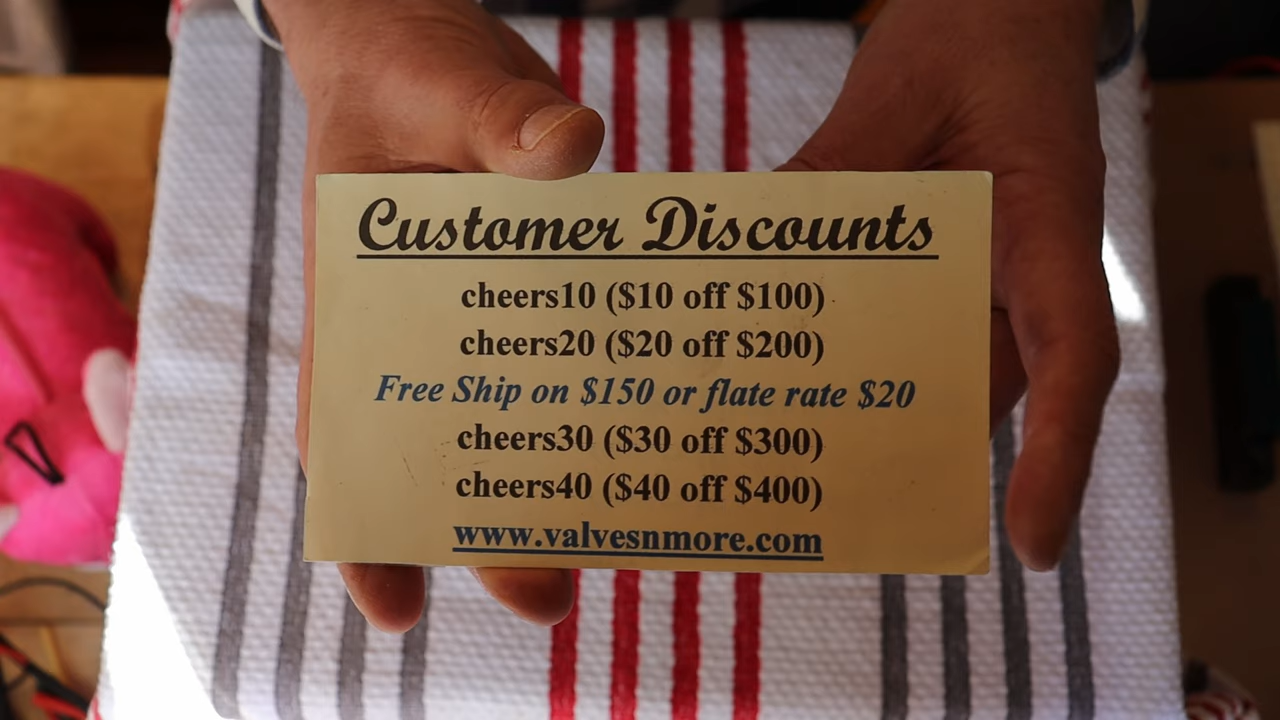 Customer Discounts
cheers10 ($10 off $100)
cheers20 ($20 off $200)
Free Ship on $150 or flate rate $20
cheers30 ($30 off $300)
cheers40 ($40 off $400)
www.valvesnmore.com